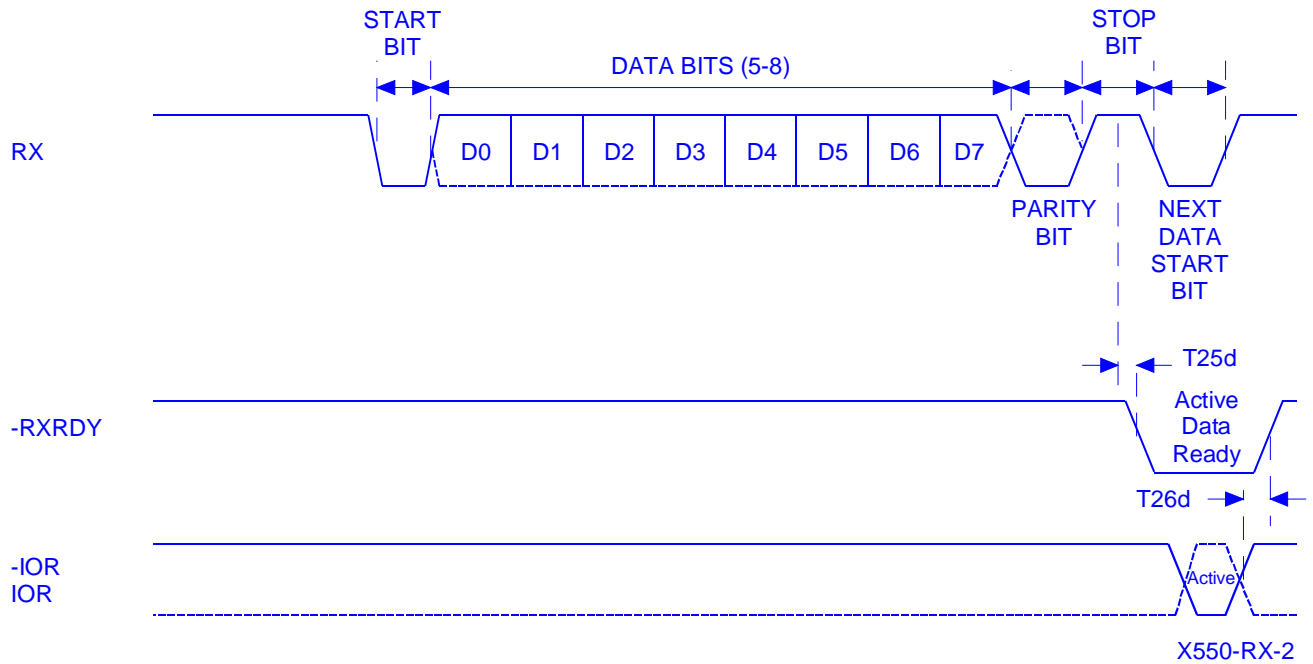 START
BIT
DATA BITS (5-8)
STOP
BIT
RX
D0 D1 D2 D3 D4 D5 D6 D7
PARITY
BIT
NEXT
DATA
START
BIT
T25d
-RXRDY
Active
Data
Ready
T26d
-IOR
IOR
Active
X550-RX-2